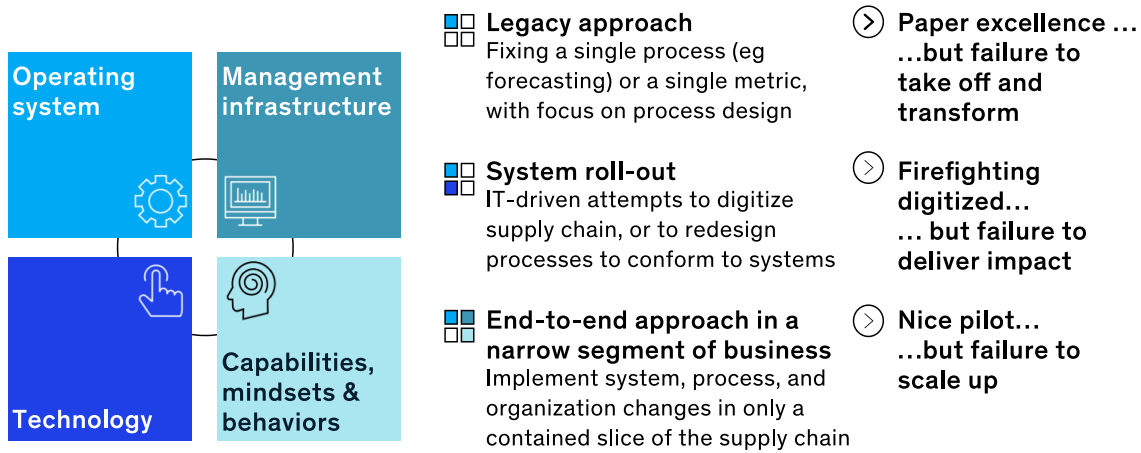 Operating
system
Management
infrastructure
Technology
Capabilities,
mindsets &
behaviors
Legacy approach
Fixing a single process (eg
forecasting) or a single metric,
with focus on process design
Paper excellence ...
...but failure to
take off and
transform
System roll-out
IT-driven attempts to digitize
supply chain, or to redesign
processes to conform to systems
Firefighting
digitized...
... but failure to
deliver impact
End-to-end approach in a
narrow segment of business
Implement system, process, and
organization changes in only a
contained slice of the supply chain
Nice pilot...
...but failure to
scale up